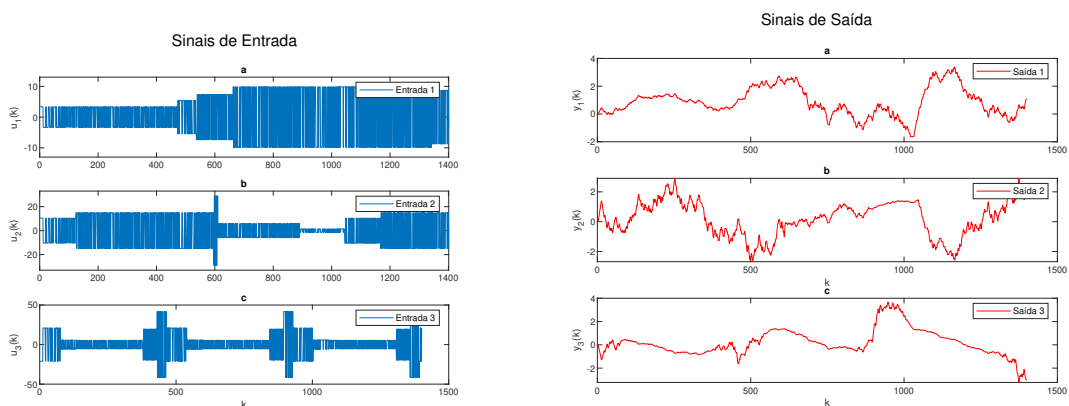 Sinais de Entrada
a
Entrada 1
u1(k)
10
0
-10
0 200 400 600 800 1000 1200 1400
b
Entrada 2
u2(k)
20
0
-20
0 200 400 600 800 1000 1200 1400
c
Entrada 3
u3(k)
50
0
-50
500 1000 1500
k
Sinais de Saída
a
Saída 1
y1(k)
4
2
0
-2
0 500 1000 1500
b
Saída 2
y2(k)
2
0
-2
0 500 1000 1500
k
c
Saída 3
y3(k)
4
2
0
-2
0 500 1000 1500
k